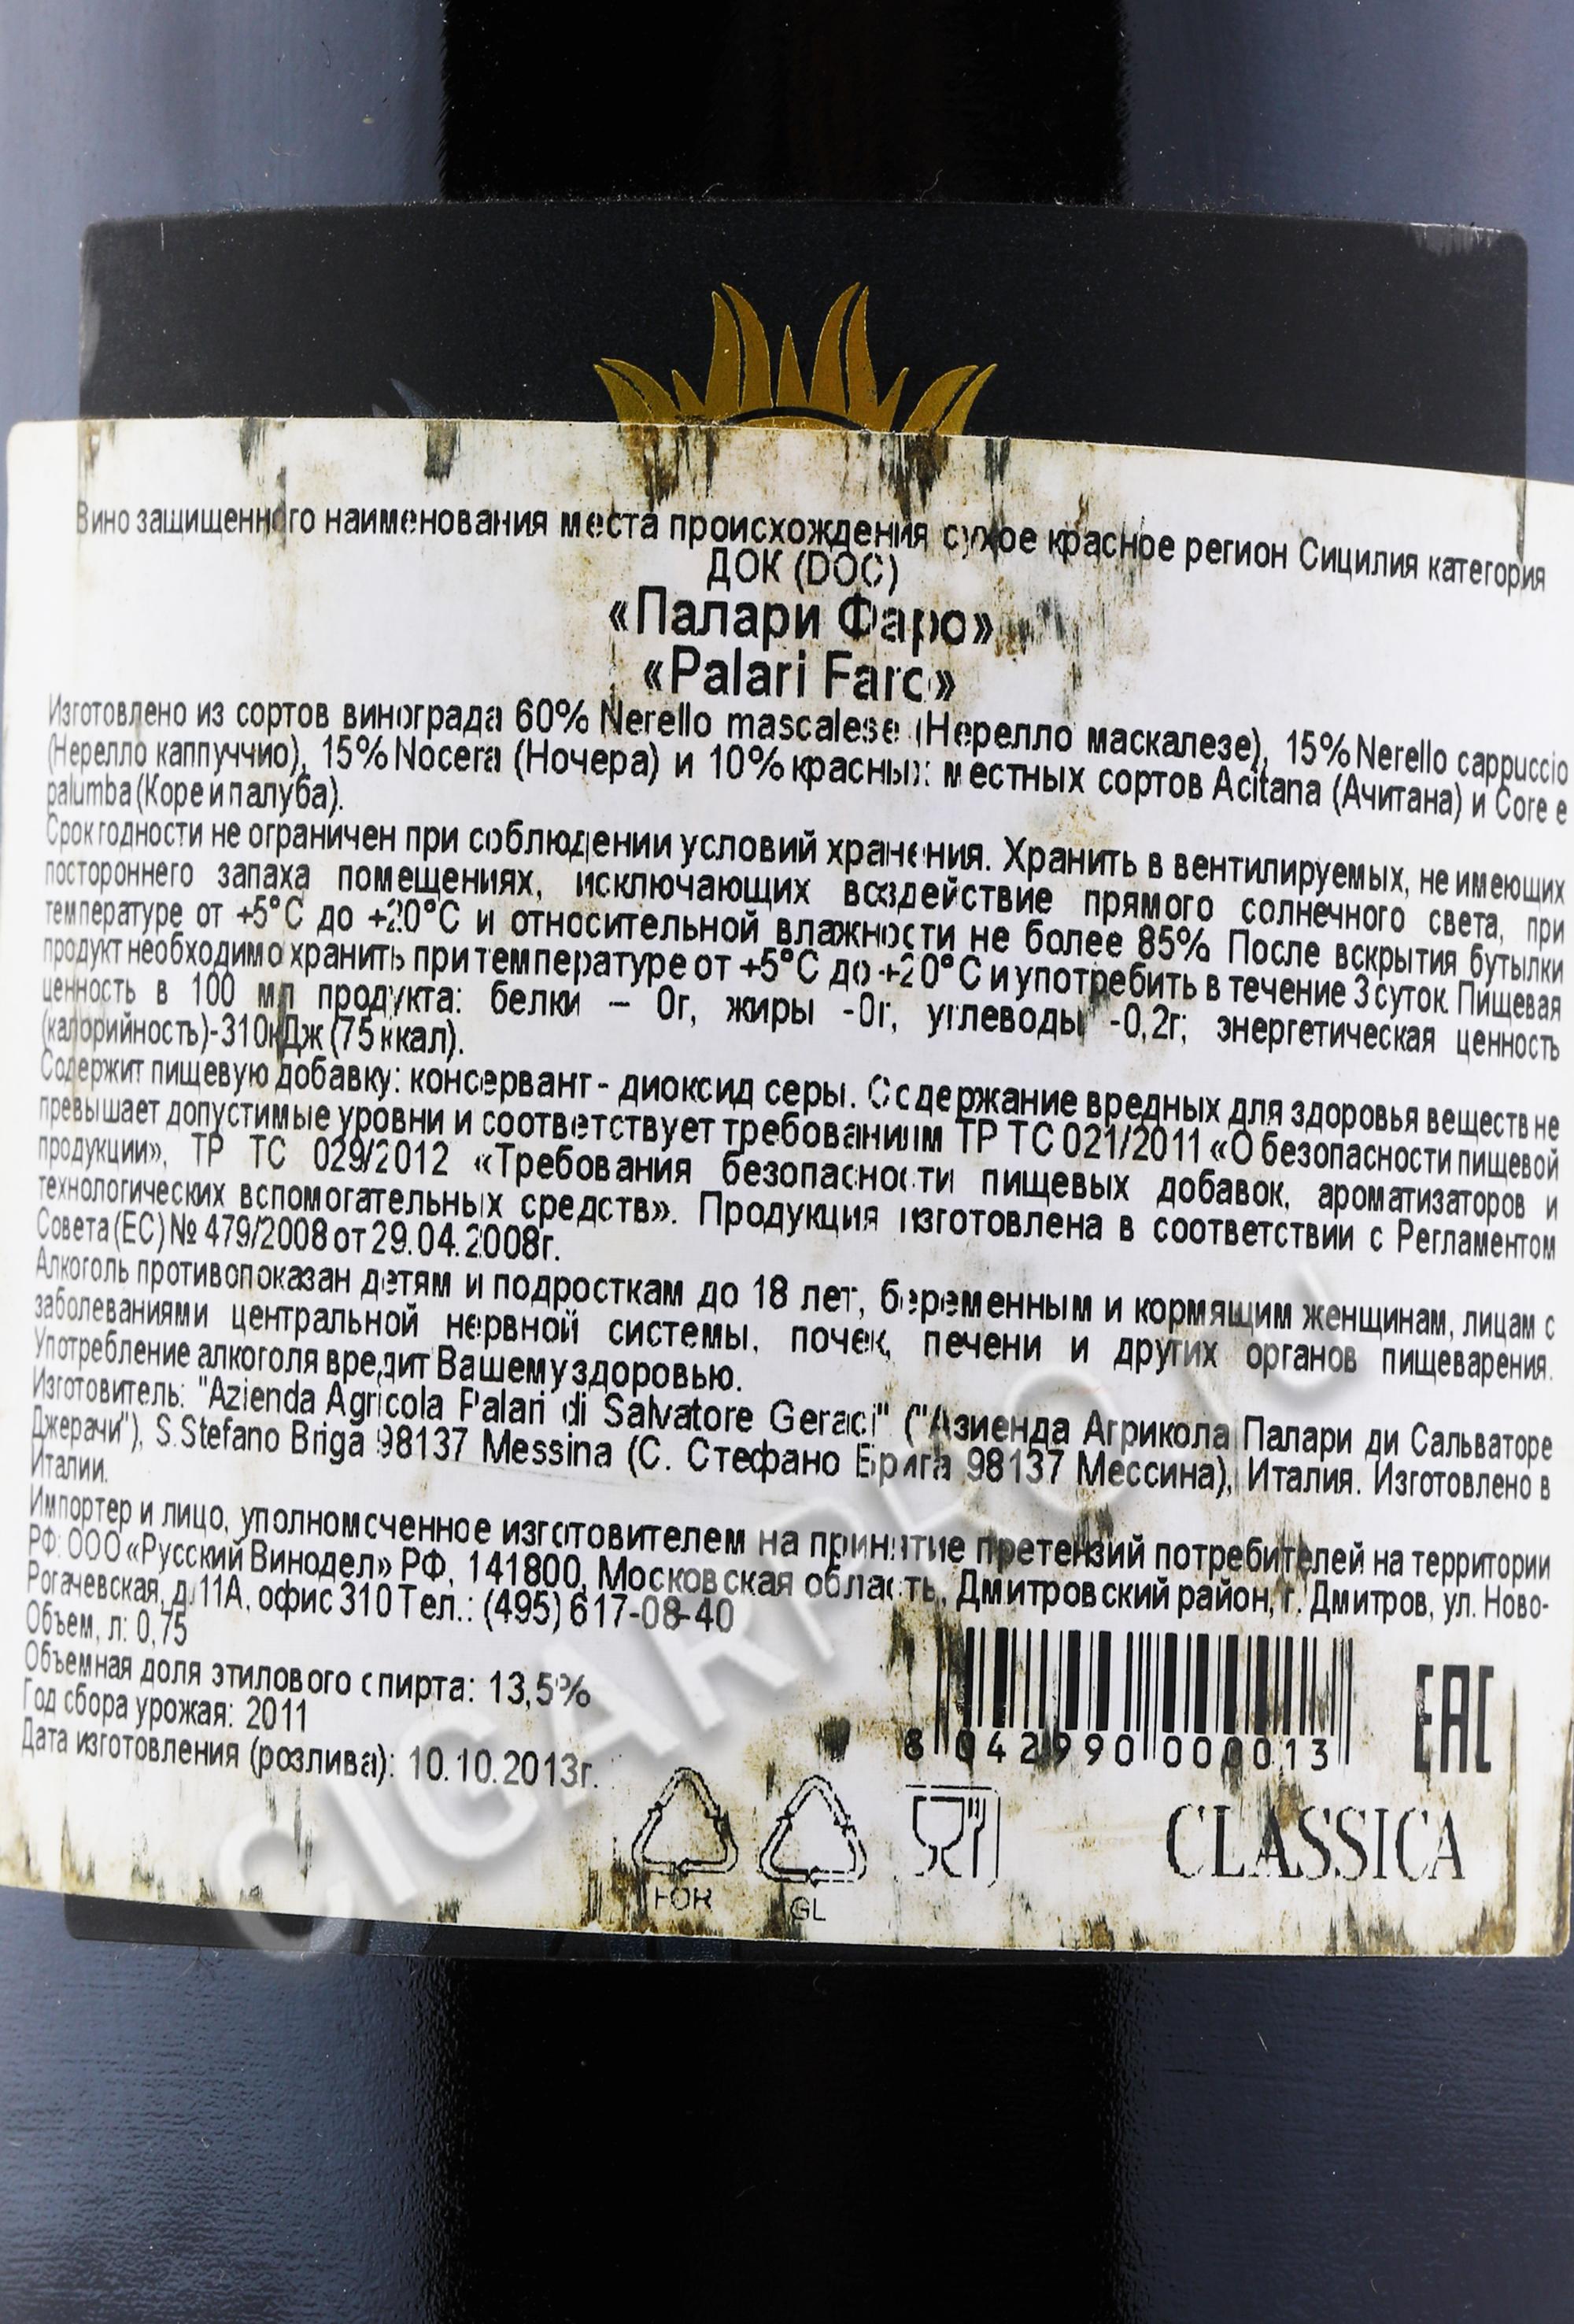 Вино защищенного наименования места происхождения сухое красное регион Сицилия категория
ДОК (DOC)
«Палари Фаро»
«Palari Faro»
Изготовлено из сортов винограда 60% Nerello mascalese (Нерелло маскалезе), 15% Nerello cappuccio
(Нерелло каппуччио), 15% Nocera (Ночера) и 10% красных местных сортов Acitana (Ачитана) и Core e
palumba (Коре и палуба).
Срок годности не ограничен при соблюдении условий хранения. Хранить в вентилируемых, не имеющих
постороннего запаха помещениях, исключающих воздействие прямого солнечного света, при
температуре от +5°С до +20°С и относительной влажности не более 85% После вскрытия бутылки
продукт необходимо хранить при температуре от +5°С до +20°С и употребить в течение 3 суток. Пищевая
ценность в 100 мл продукта: белки – 0г, жиры -0г, углеводы -0,2г; энергетическая ценность
(калорийность)-310кДж (75 ккал).
Содержит пищевую добавку: консервант - диоксид серы. Содержание вредных для здоровья веществ не
превышает допустимые уровни и соответствует требованиям ТР ТС 021/2011 «О безопасности пищевой
продукции», ТР ТС 029/2012 «Требования безопасности пищевых добавок, ароматизаторов и
технологических вспомогательных средств». Продукция изготовлена в соответствии с Регламентом
Совета (ЕС) № 479/2008 от 29.04.2008г.
Алкоголь противопоказан детям и подросткам до 18 лет, беременным и кормящим женщинам, лицам с
заболеваниями центральной нервной системы, почек, печени и других органов пищеварения.
Употребление алкоголя вредит Вашему здоровью.
Изготовитель: "Azienda Agricola Palari di Salvatore Geraci" ("Азиенда Агрикола Палари ди Сальваторе
Джерачи"), S.Stefano Briga 98137 Messina (С. Стефано Брига 98137 Мессина), Италия. Изготовлено в
Италии.
Импортер и лицо, уполномоченное изготовителем на принятие претензий потребителей на территории
РФ: ООО «Русский Винодел» РФ, 141800, Московская область, Дмитровский район, г. Дмитров, ул. Ново-
Рогачевская, д.11А, офис 310 Тел.: (495) 617-08-40
Объем, л: 0,75
Объемная доля этилового спирта: 13,5%
Год сбора урожая: 2011
Дата изготовления (розлива): 10.10.2013г.
8 042990 000013
EAC
FOR
GL
CLASSICA
CIGARPRO.RU